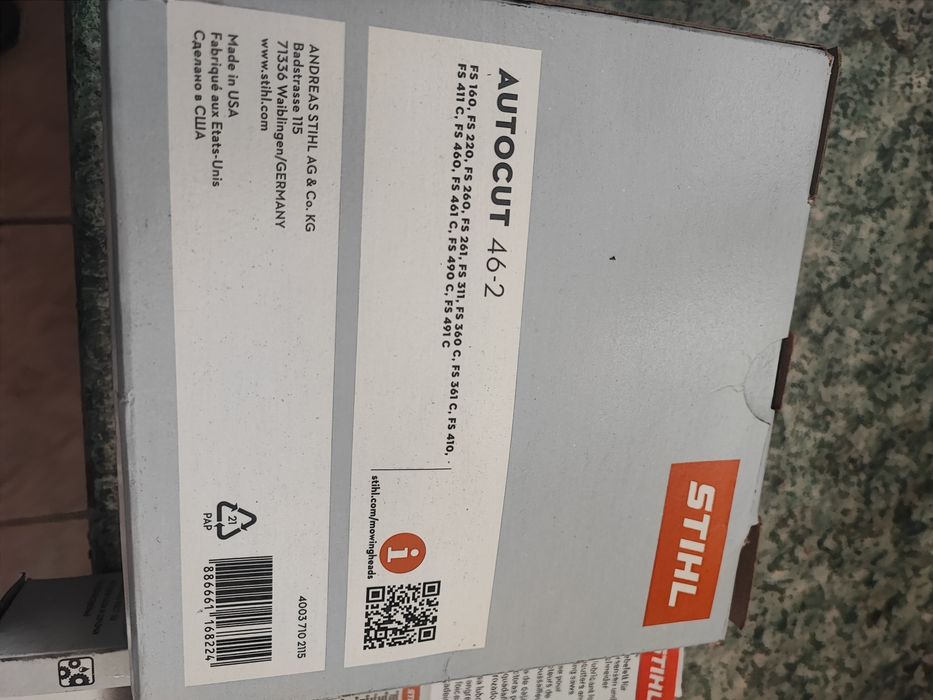 STIHL
AUTOCUT 46-2
FS 160, FS 220, FS 260, FS 261, FS 311, FS 360 C, FS 361 C, FS 410,
FS 411 C, FS 460, FS 461 C, FS 490 C, FS 491 C
stihl.com/mowingheads
i
ANDREAS STIHL AG & Co. KG
Badstrasse 115
71336 Waiblingen/GERMANY
www.stihl.com
Made in USA
Fabriqué aux Etats-Unis
Сделано в США
21
PAP
4003 710 2115
886661 168224
STIHL